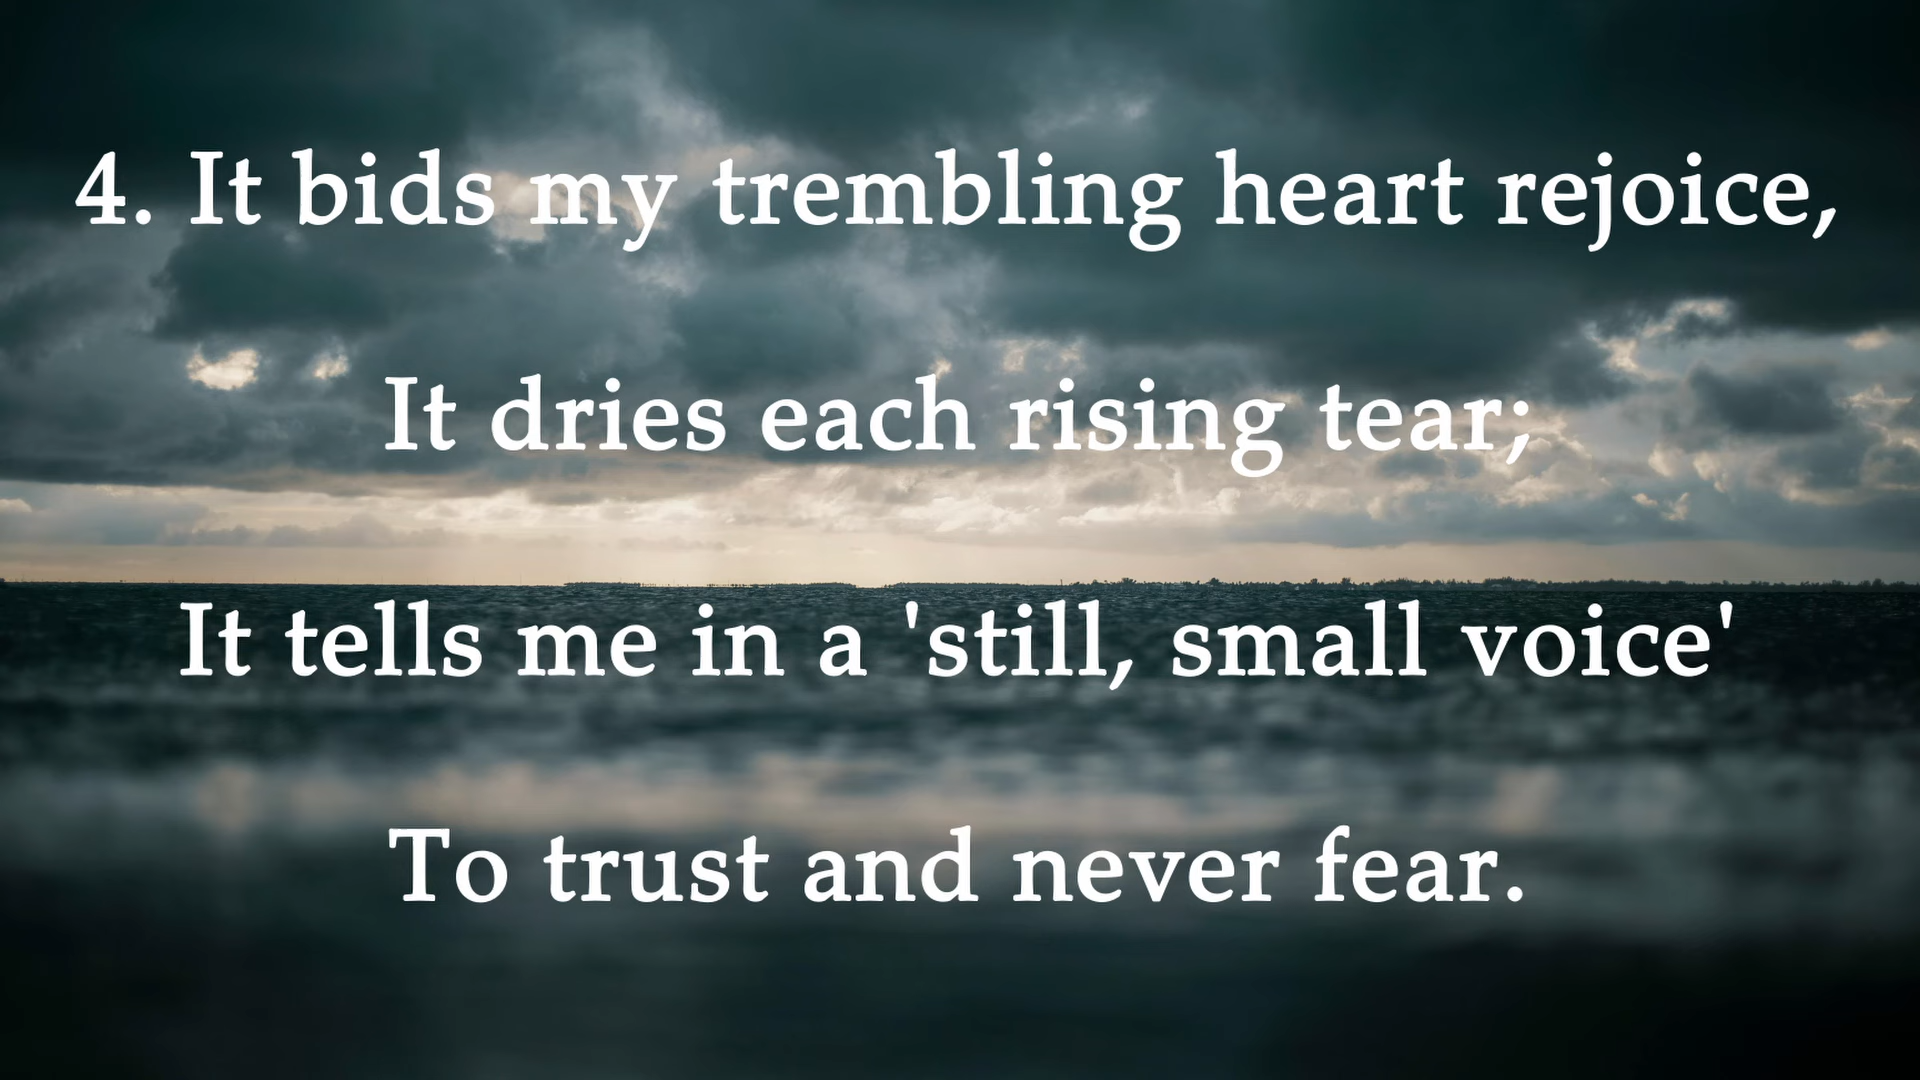 4. It bids my trembling heart rejoice,
It dries each rising tear;
It tells me in a 'still, small voice'
To trust and never fear.